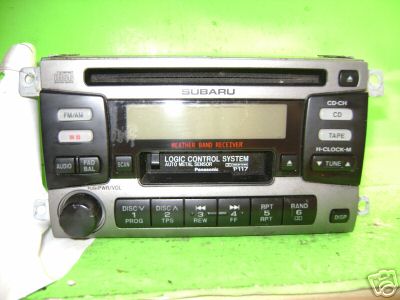 SUBARU
CD-CH
FM/AM
CD
TAPE
WEATHER BAND RECEIVER
H-CLOCK-M
AUDIO
FAD BAL
SCAN
LOGIC CONTROL SYSTEM
AUTO METAL SENSOR
Panasonic
P117
TUNE
PUSH-PWR/VOL
DISC
1
PROG
DISC
2
TPS
3
REW
4
FF
RPT
5
RPT
RAND
6
DISP
eBay